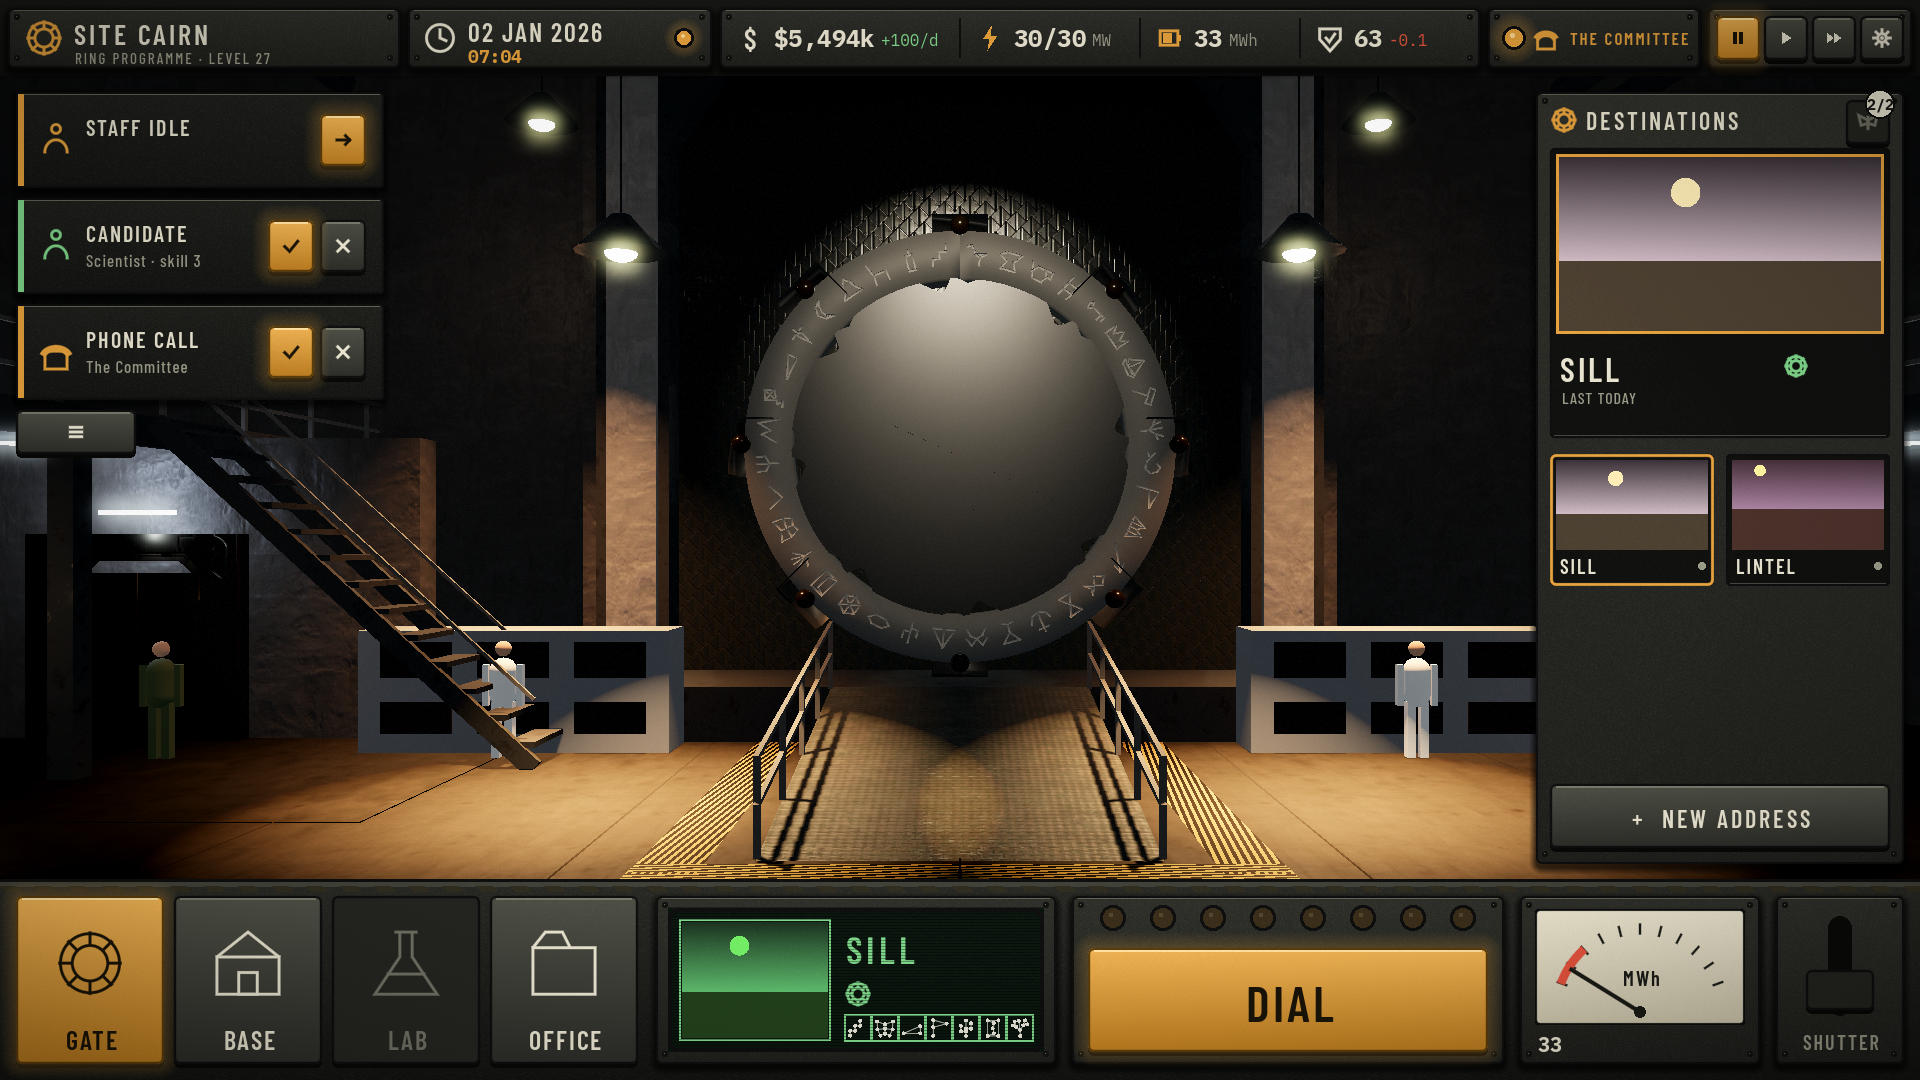 SITE CAIRN
RING PROGRAMME · LEVEL 27
02 JAN 2026
07:04
$ $5,494k +100/d
30/30 MW
33 MWh
63 -0.1
THE COMMITTEE
STAFF IDLE
CANDIDATE
Scientist · skill 3
PHONE CALL
The Committee
DESTINATIONS
2/2
SILL
LAST TODAY
SILL
LINTEL
+ NEW ADDRESS
GATE
BASE
LAB
OFFICE
SILL
DIAL
MWh
33
SHUTTER